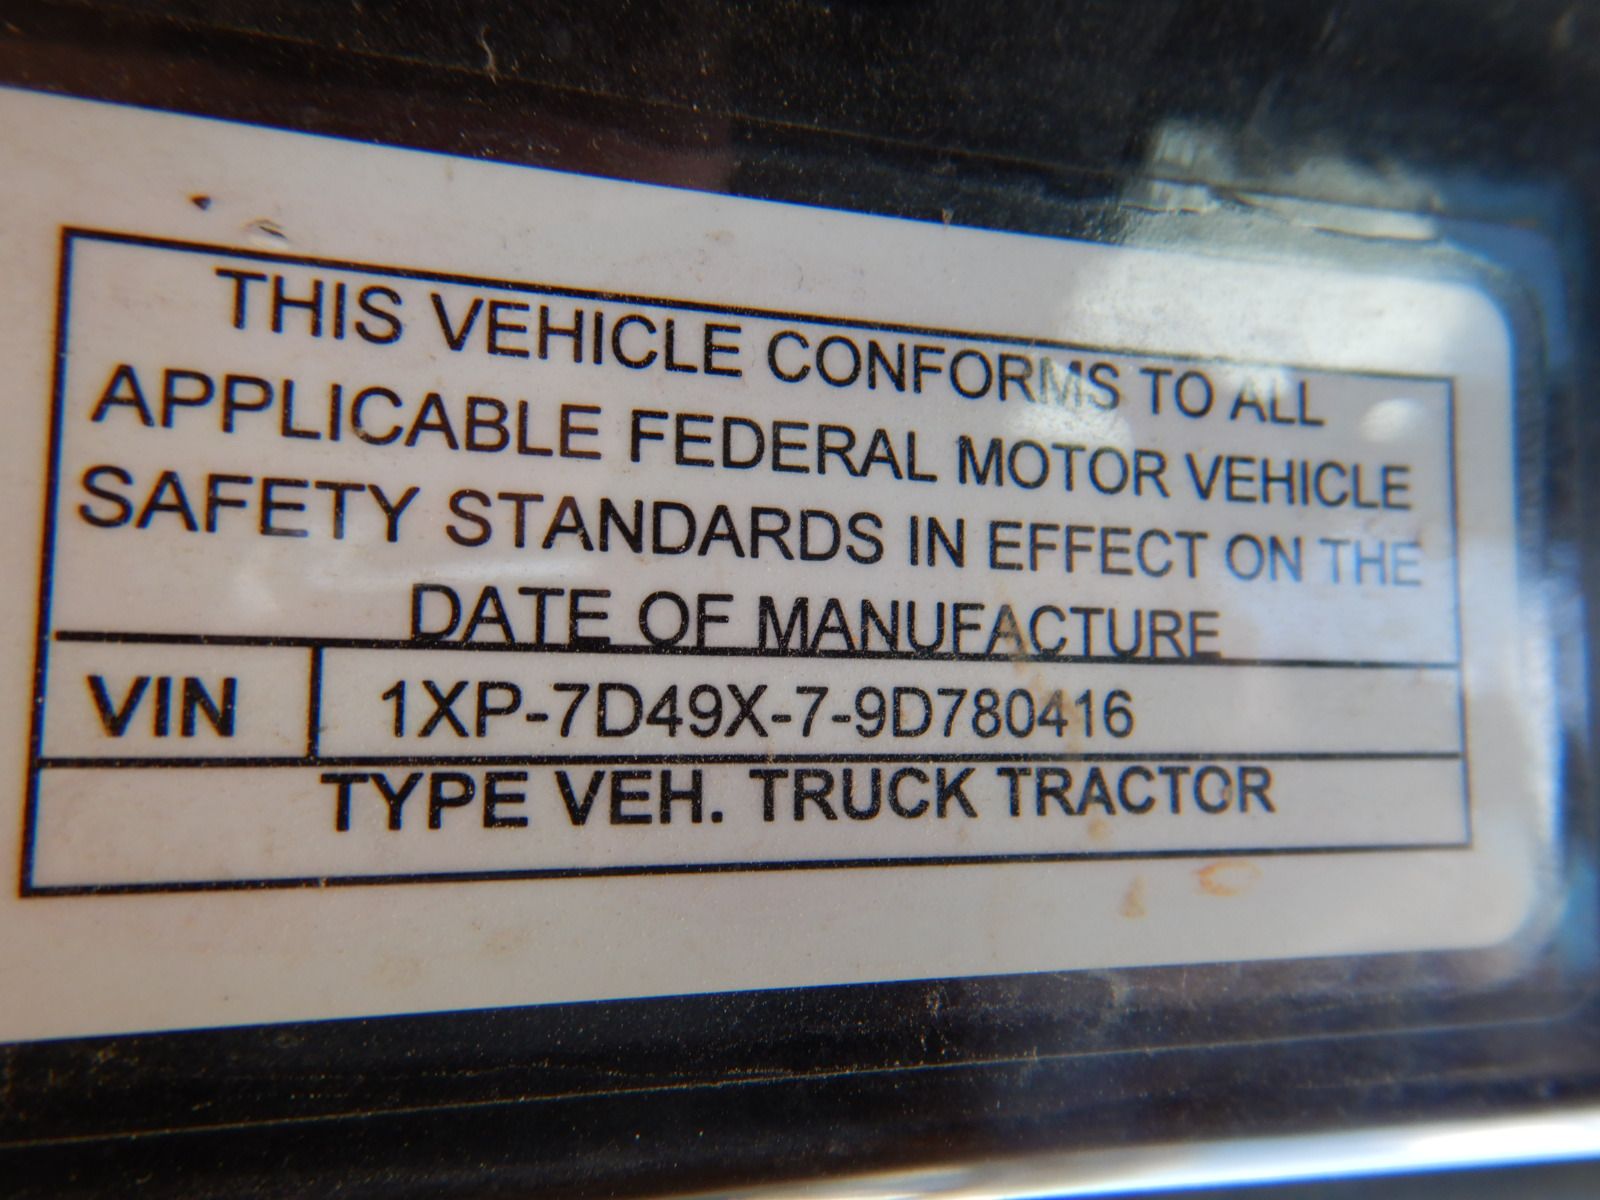 THIS VEHICLE CONFORMS TO ALL
APPLICABLE FEDERAL MOTOR VEHICLE
SAFETY STANDARDS IN EFFECT ON THE
DATE OF MANUFACTURE
VIN 1XP-7D49X-7-9D780416
TYPE VEH. TRUCK TRACTOR